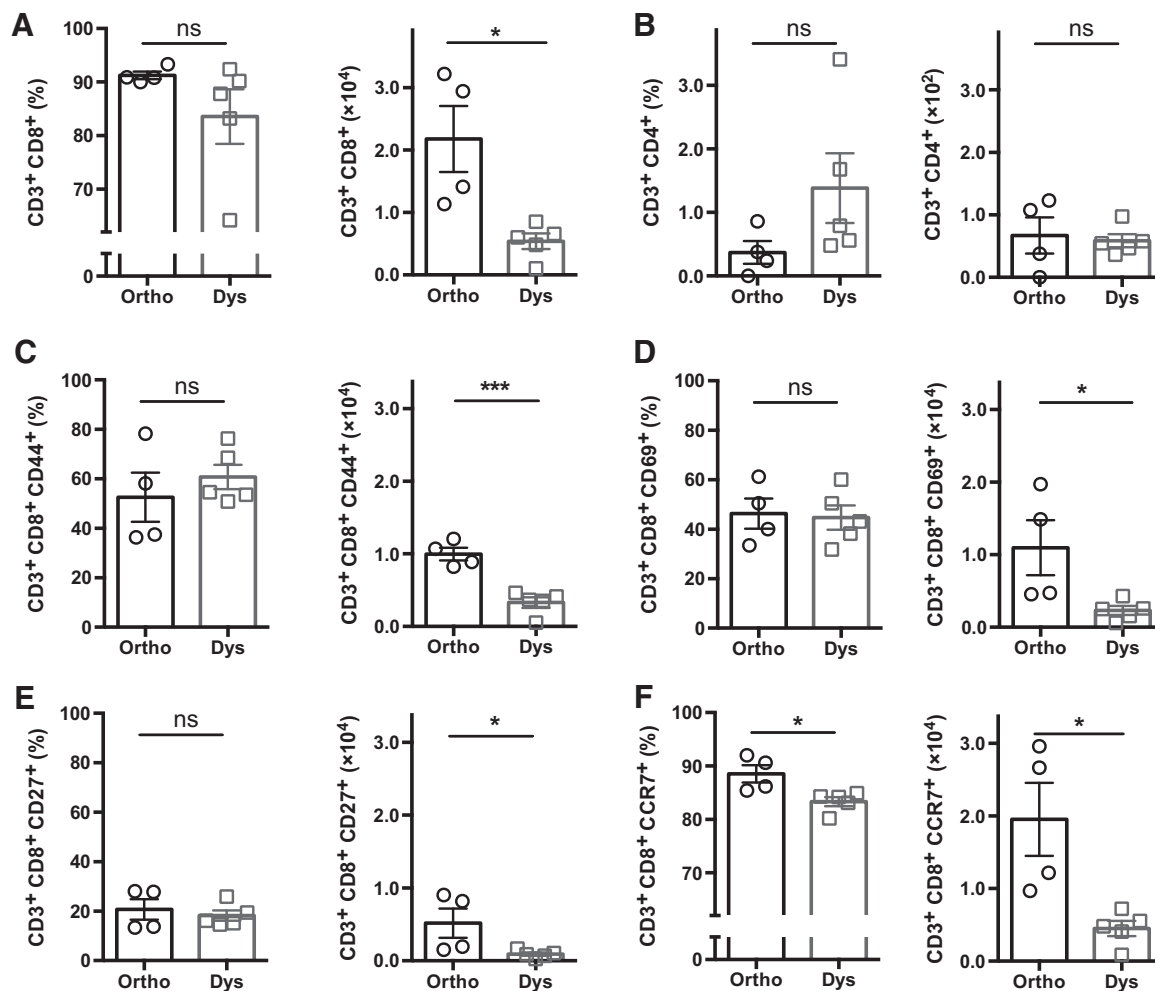 A
CD3+ CD8+ (%)
100
90
80
70
0
ns
Ortho
Dys
CD3+ CD8+ (×104)
3.0
2.0
1.0
0.0
*
Ortho
Dys
B
CD3+ CD4+ (%)
3.0
2.0
1.0
0.0
ns
Ortho
Dys
CD3+ CD4+ (×102)
3.0
2.0
1.0
0.0
ns
Ortho
Dys
C
CD3+ CD8+ CD44+ (%)
100
80
60
40
20
0
ns
Ortho
Dys
CD3+ CD8+ CD44+ (×104)
3.0
2.0
1.0
0.0
***
Ortho
Dys
D
CD3+ CD8+ CD69+ (%)
100
80
60
40
20
0
ns
Ortho
Dys
CD3+ CD8+ CD69+ (×104)
3.0
2.0
1.0
0.0
*
Ortho
Dys
E
CD3+ CD8+ CD27+ (%)
100
80
60
40
20
0
ns
Ortho
Dys
CD3+ CD8+ CD27+ (×104)
3.0
2.0
1.0
0.0
*
Ortho
Dys
F
CD3+ CD8+ CCR7+ (%)
100
90
80
70
0
*
Ortho
Dys
CD3+ CD8+ CCR7+ (×104)
3.0
2.0
1.0
0.0
*
Ortho
Dys